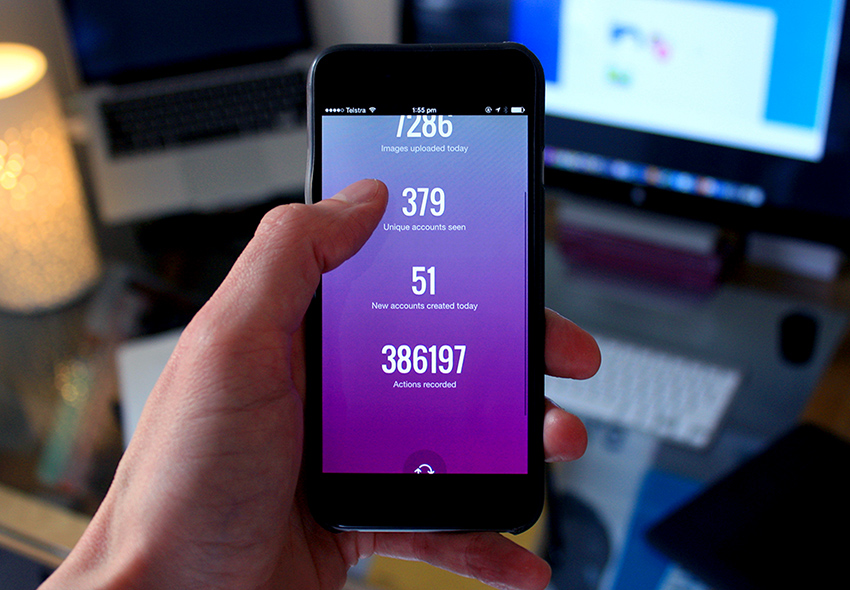 Telstra 1:55 pm
7286
Images uploaded today
379
Unique accounts seen
51
New accounts created today
386197
Actions recorded